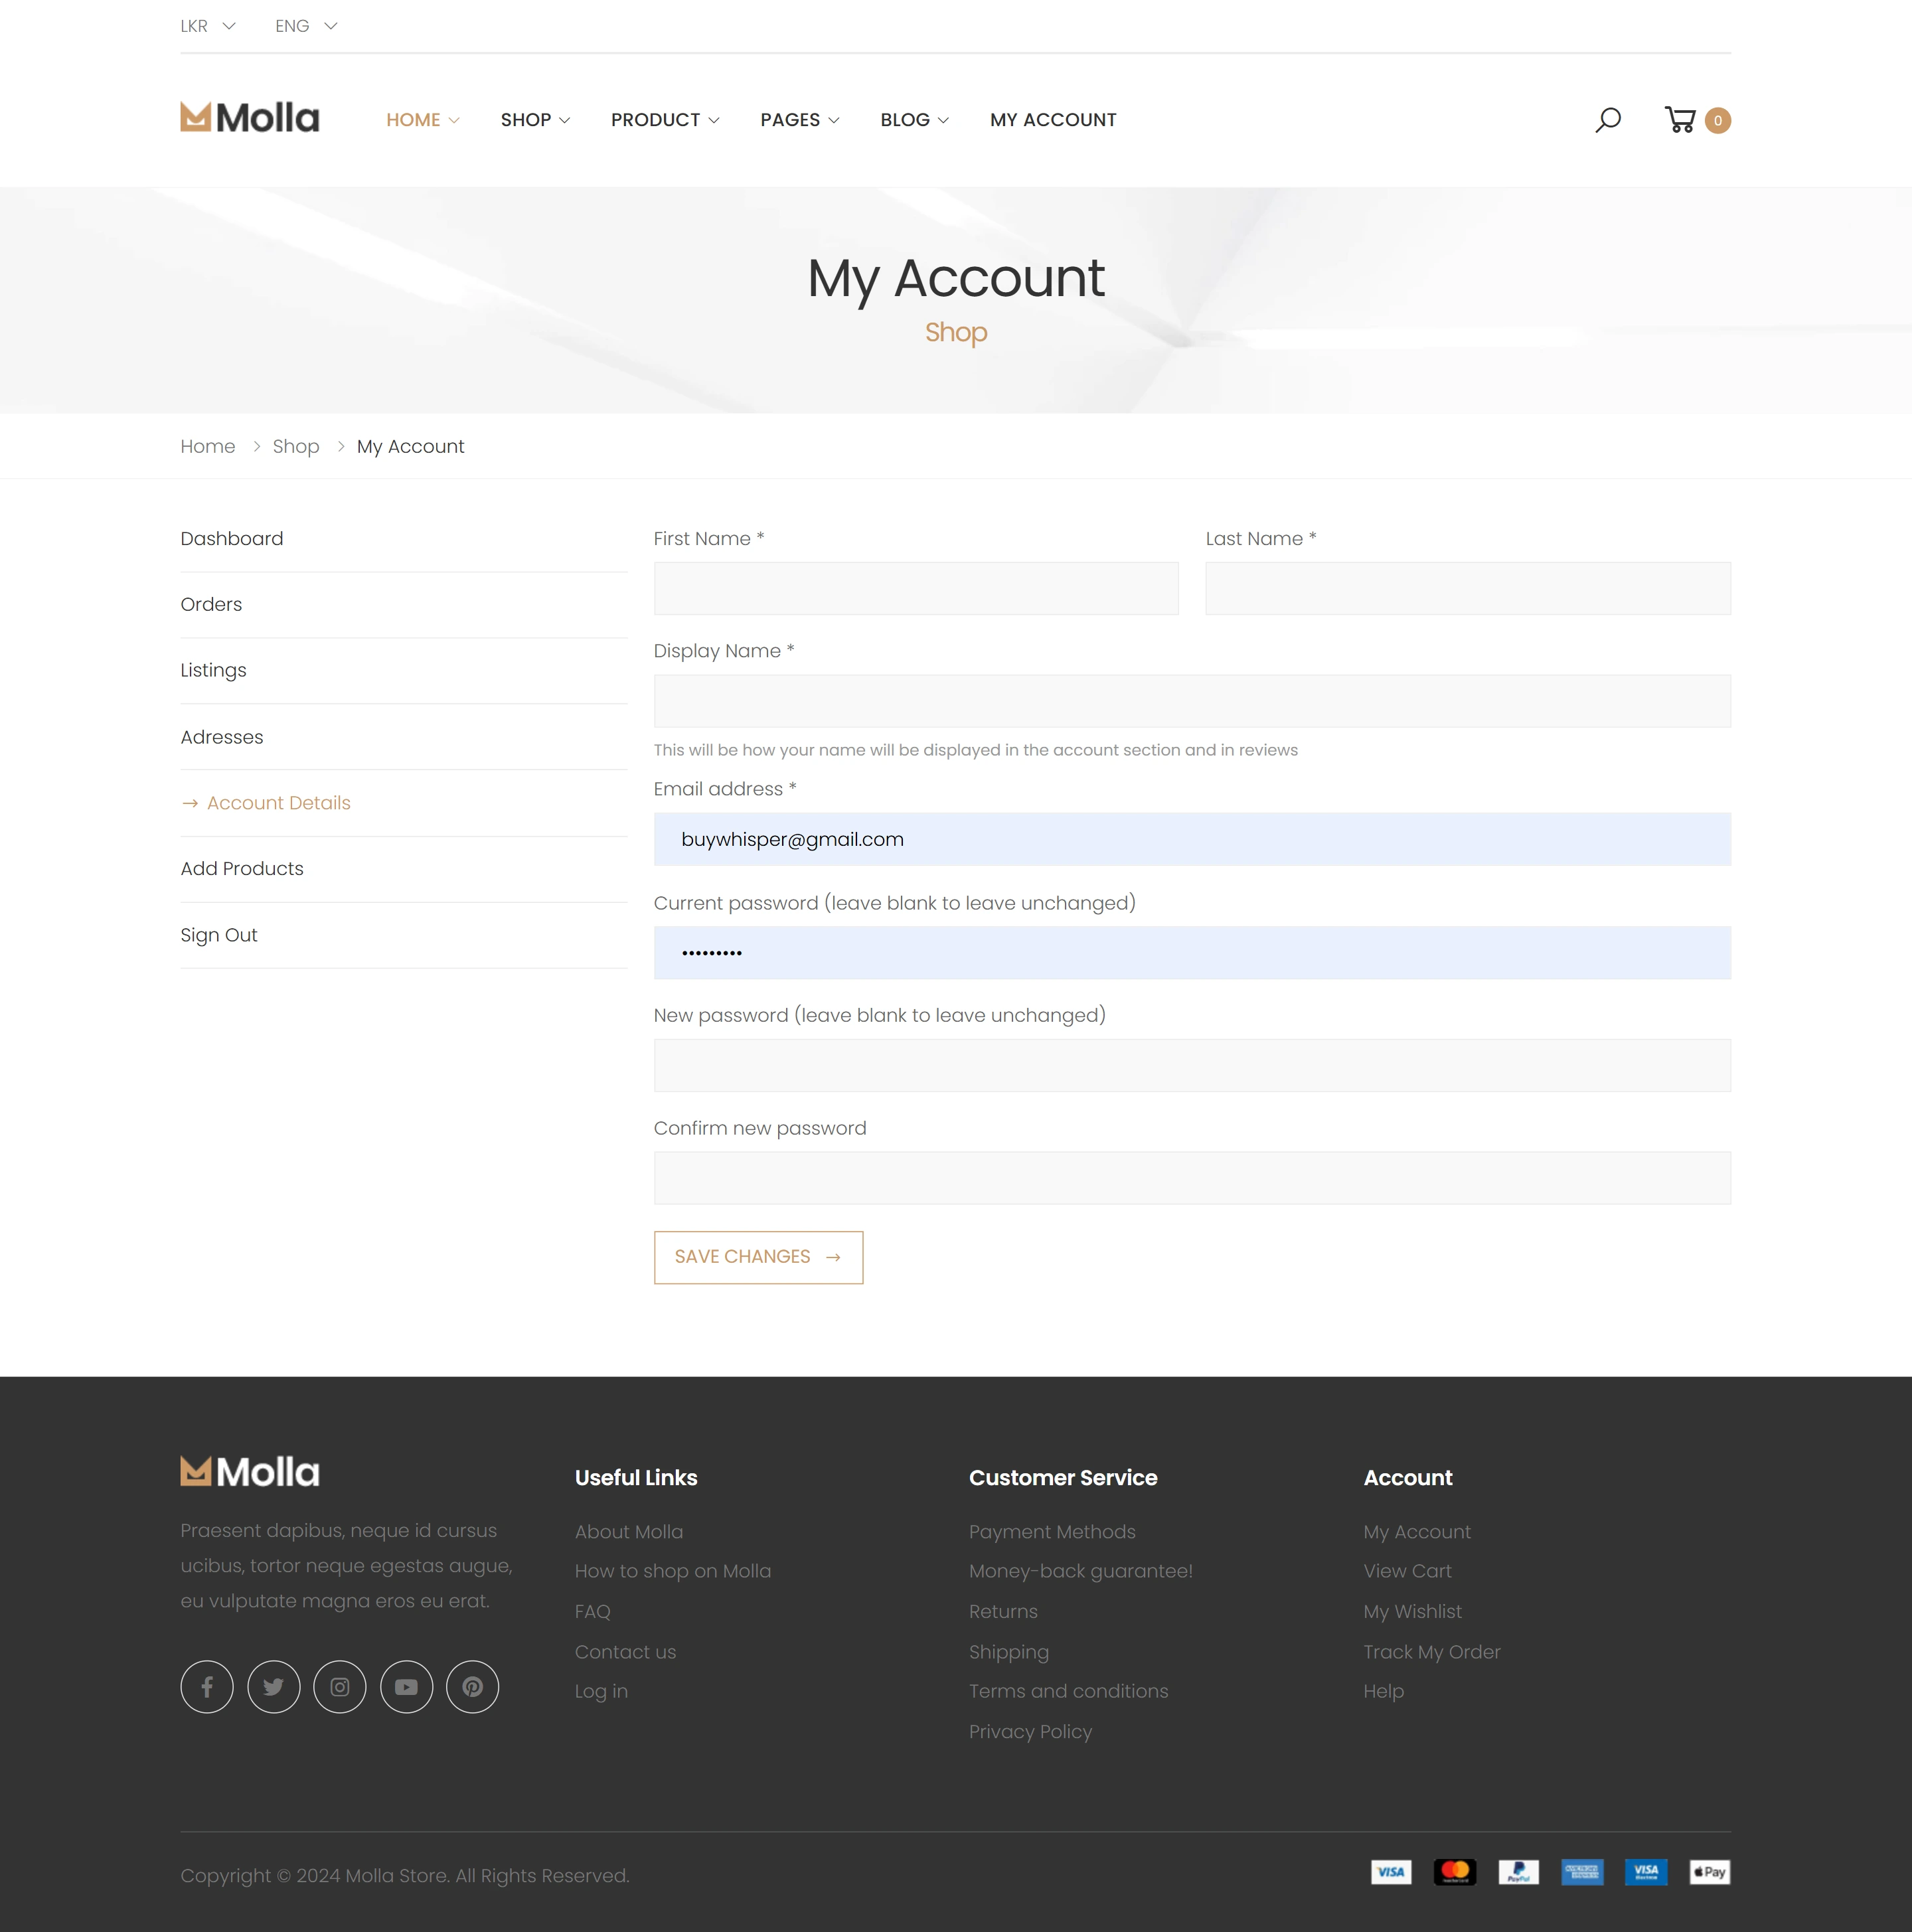 LKR ENG
Molla HOME SHOP PRODUCT PAGES BLOG MY ACCOUNT 0
My Account
Shop
Home > Shop > My Account
Dashboard
Orders
Listings
Adresses
→ Account Details
Add Products
Sign Out
First Name * Last Name *
Display Name *
This will be how your name will be displayed in the account section and in reviews
Email address *
buywhisper@gmail.com
Current password (leave blank to leave unchanged)
•••••••••
New password (leave blank to leave unchanged)
Confirm new password
SAVE CHANGES →
Molla
Praesent dapibus, neque id cursus
ucibus, tortor neque egestas augue,
eu vulputate magna eros eu erat.
Useful Links
About Molla
How to shop on Molla
FAQ
Contact us
Log in
Customer Service
Payment Methods
Money-back guarantee!
Returns
Shipping
Terms and conditions
Privacy Policy
Account
My Account
View Cart
My Wishlist
Track My Order
Help
Copyright © 2024 Molla Store. All Rights Reserved.
VISA PayPal VISA Pay